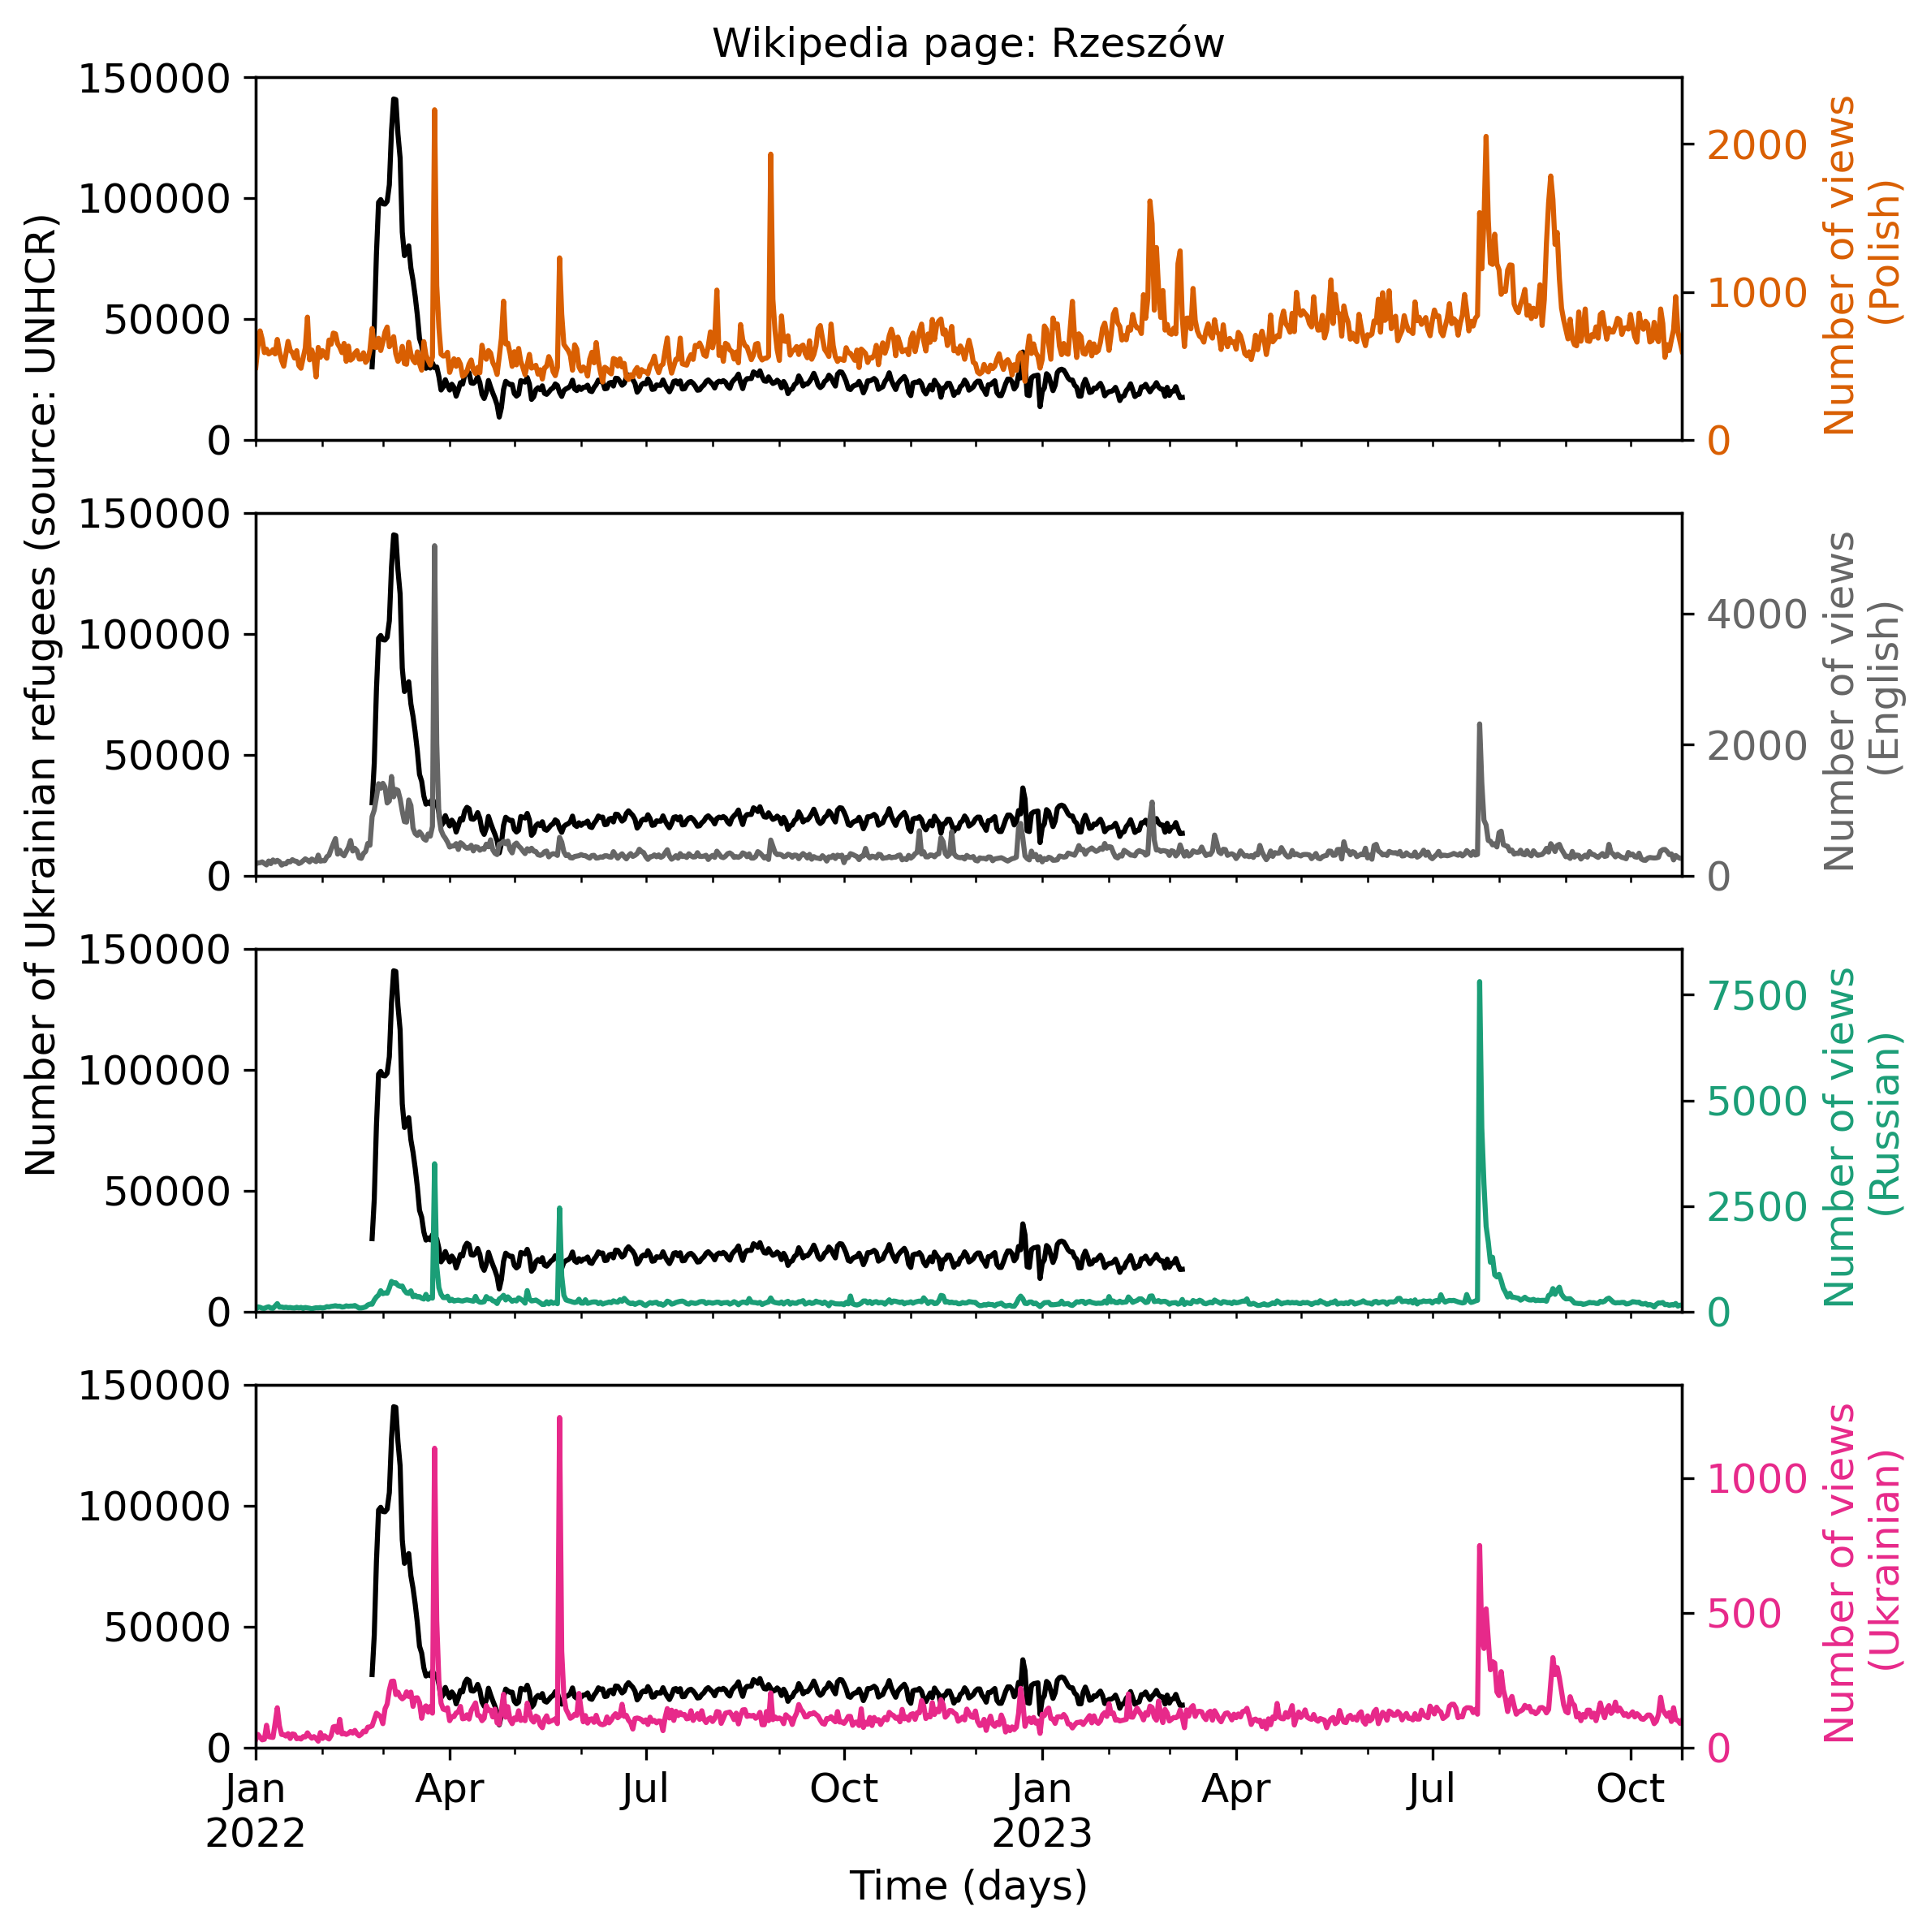 Wikipedia page: Rzeszów
Number of Ukrainian refugees (source: UNHCR)
150000
100000
50000
0
2000
1000
0
Number of views
(Polish)
150000
100000
50000
0
4000
2000
0
Number of views
(English)
150000
100000
50000
0
7500
5000
2500
0
Number of views
(Russian)
150000
100000
50000
0
1000
500
0
Number of views
(Ukrainian)
Jan Apr Jul Oct Jan Apr Jul Oct
2022 2023
Time (days)